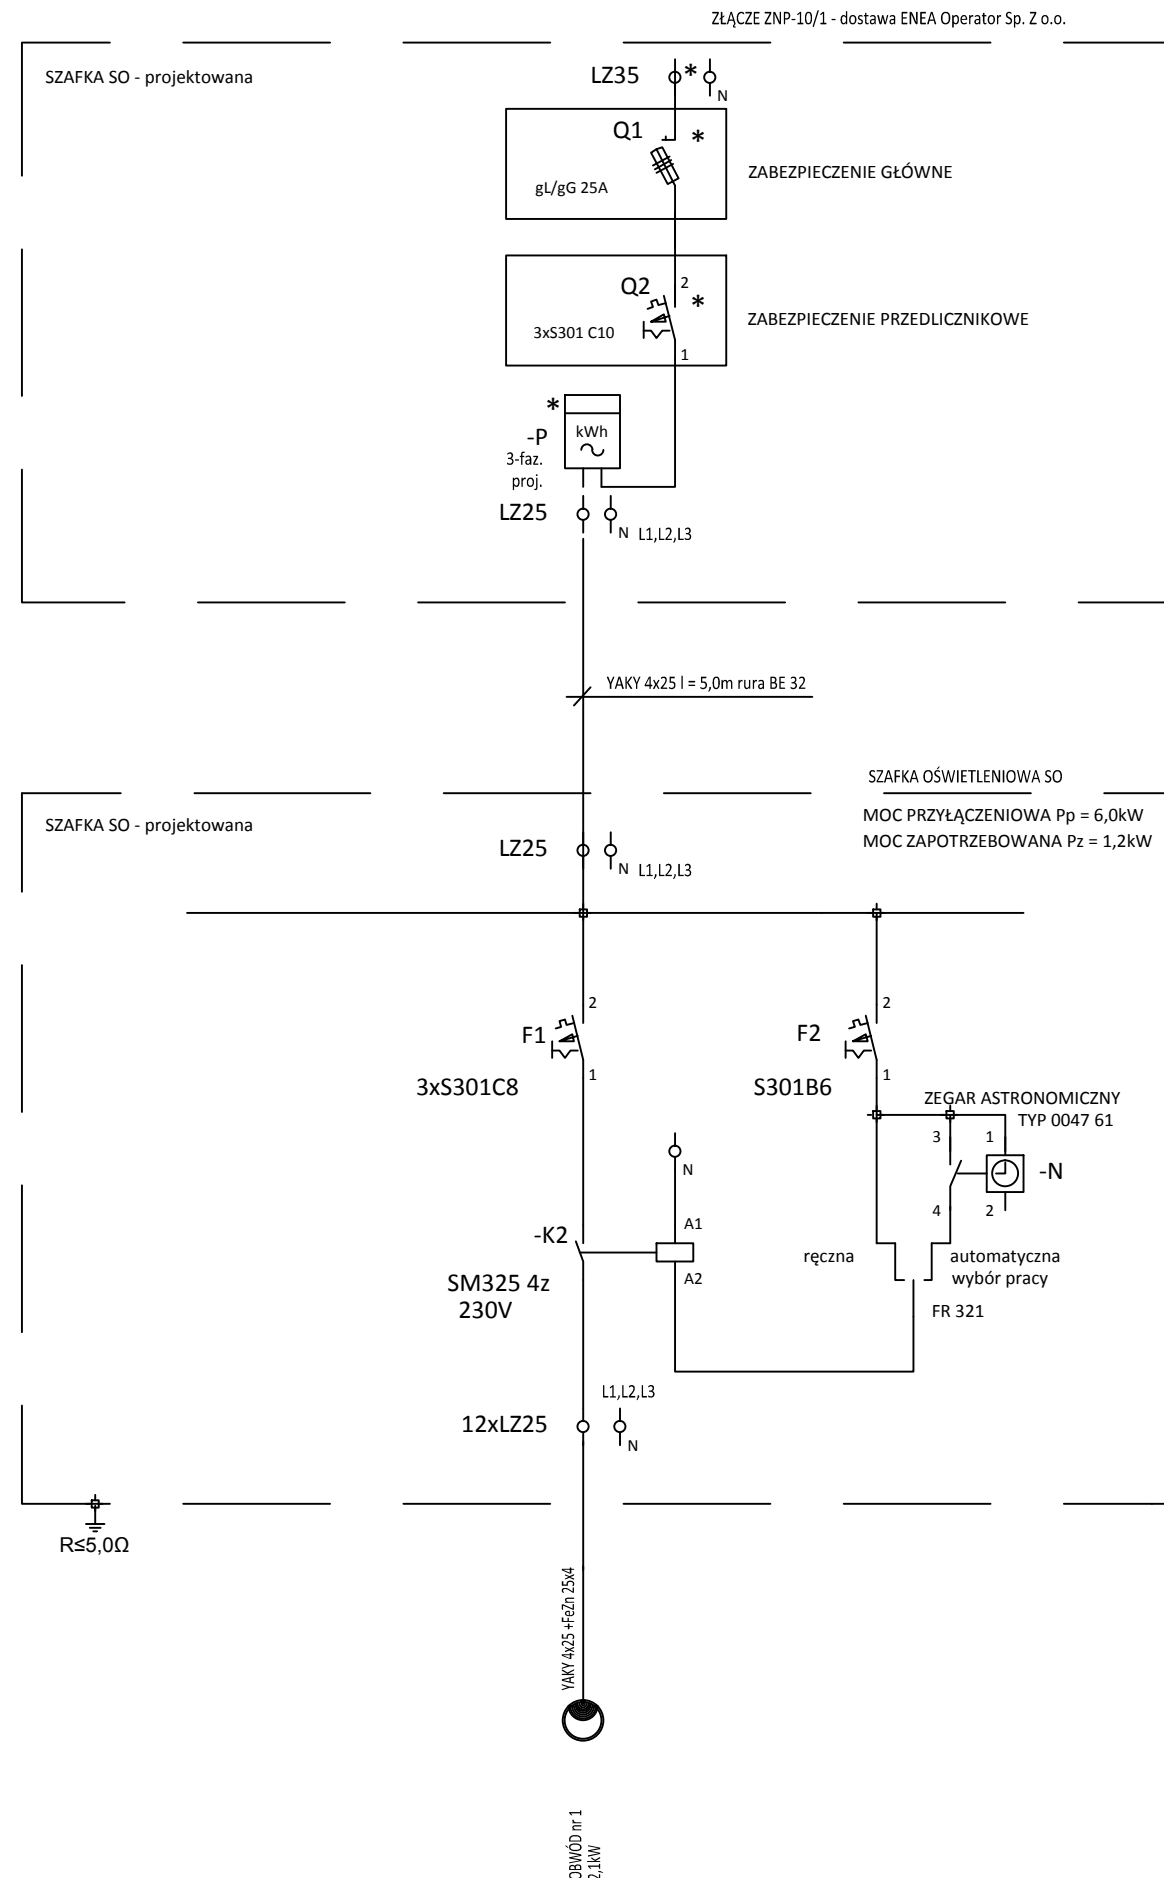 ZŁĄCZE ZNP-10/1 - dostawa ENEA Operator Sp. Z o.o.
SZAFKA SO - projektowana
LZ35
*
N
Q1
*
gL/gG 25A
ZABEZPIECZENIE GŁÓWNE
Q2
2
*
3xS301 C10
1
ZABEZPIECZENIE PRZEDLICZNIKOWE
*
-P
kWh
3-faz.
proj.
LZ25
N
L1,L2,L3
YAKY 4x25 l = 5,0m rura BE 32
SZAFKA OŚWIETLENIOWA SO
SZAFKA SO - projektowana
MOC PRZYŁĄCZENIOWA Pp = 6,0kW
MOC ZAPOTRZEBOWANA Pz = 1,2kW
LZ25
N
L1,L2,L3
2
F1
1
3xS301C8
2
F2
1
S301B6
ZEGAR ASTRONOMICZNY
TYP 0047 61
3
1
-N
4
2
N
A1
-K2
A2
SM325 4z
230V
ręczna
automatyczna
wybór pracy
FR 321
L1,L2,L3
12xLZ25
N
R≤5,0Ω
YAKY 4x25 +FeZn 25x4
OBWÓD nr 1
2,1kW